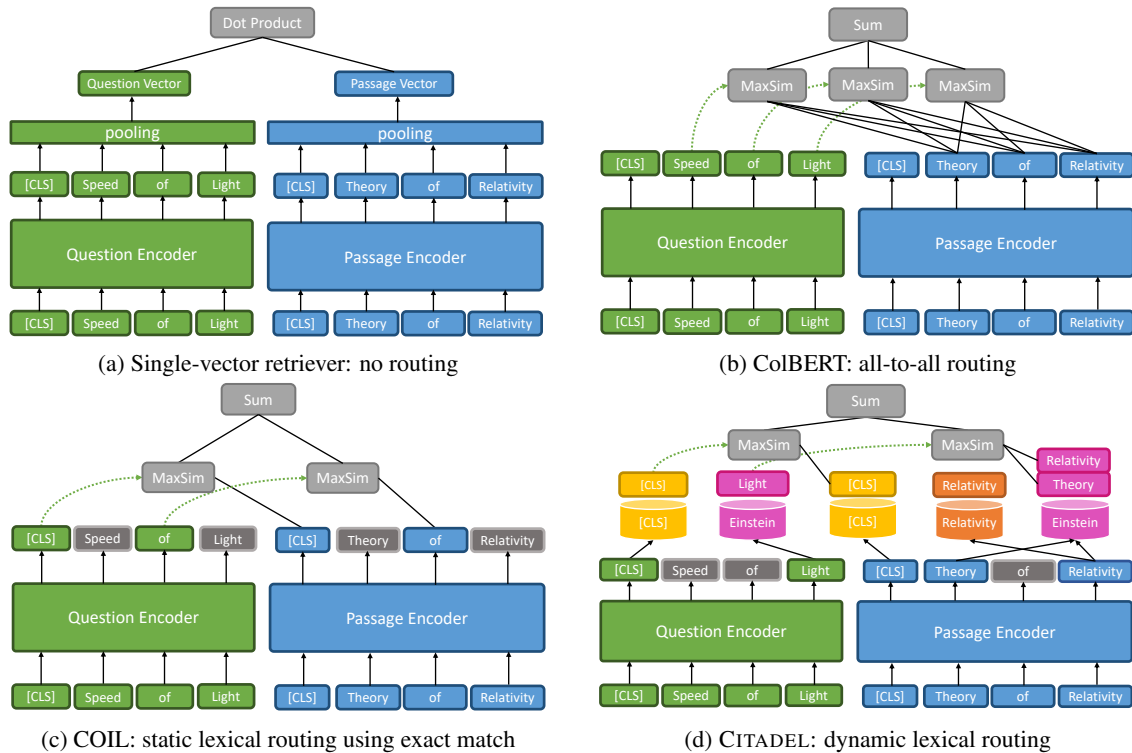 Dot Product
Question Vector
Passage Vector
pooling
pooling
[CLS] Speed of Light
[CLS] Theory of Relativity
Question Encoder
Passage Encoder
[CLS] Speed of Light
[CLS] Theory of Relativity
(a) Single-vector retriever: no routing
Sum
MaxSim MaxSim MaxSim
[CLS] Speed of Light
[CLS] Theory of Relativity
Question Encoder
Passage Encoder
[CLS] Speed of Light
[CLS] Theory of Relativity
(b) ColBERT: all-to-all routing
Sum
MaxSim MaxSim
[CLS] Speed of Light
[CLS] Theory of Relativity
Question Encoder
Passage Encoder
[CLS] Speed of Light
[CLS] Theory of Relativity
(c) COIL: static lexical routing using exact match
Sum
MaxSim MaxSim
Relativity
[CLS] Light [CLS] Relativity Theory
[CLS] Einstein [CLS] Relativity Einstein
[CLS] Speed of Light
[CLS] Theory of Relativity
Question Encoder
Passage Encoder
[CLS] Speed of Light
[CLS] Theory of Relativity
(d) CITADEL: dynamic lexical routing